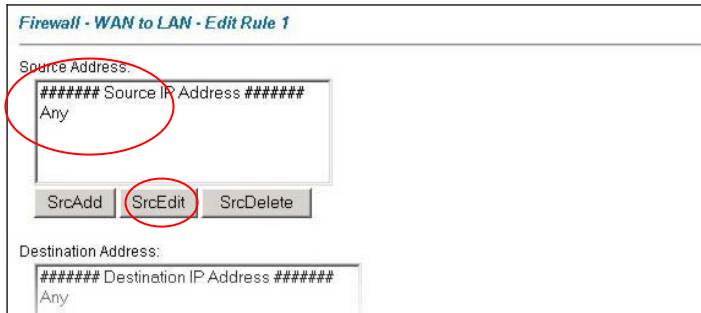 Firewall - WAN to LAN - Edit Rule 1
Source Address:
####### Source IP Address #######
Any
SrcAdd SrcEdit SrcDelete
Destination Address:
####### Destination IP Address #######
Any